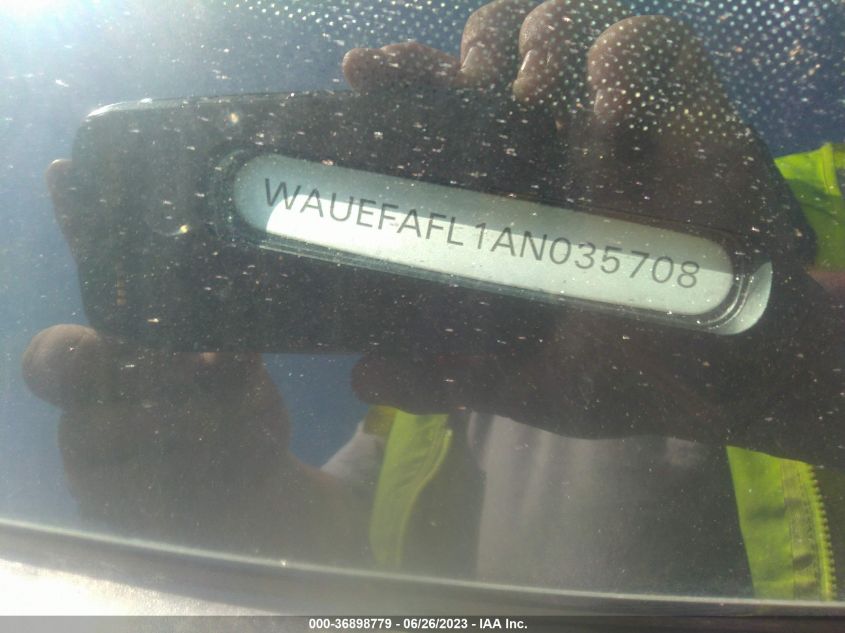 WAUEFAFL1AN035708
000-36898779 - 06/26/2023 - IAA Inc.